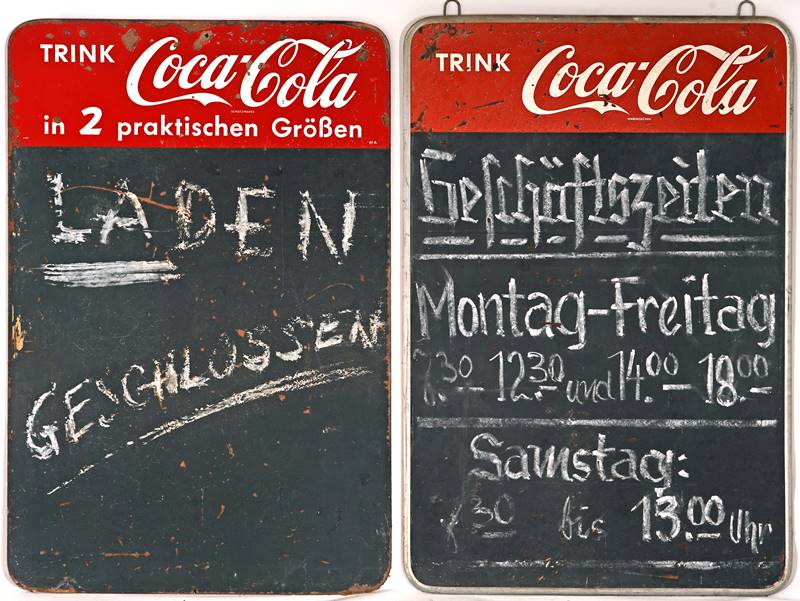 TRINK Coca-Cola
in 2 praktischen Größen
LADEN
GESCHLOSSEN
TRINK Coca-Cola
Geschäftszeiten
Montag-Freitag
7.30 - 12.30 und 14.00 - 18.00
Samstag:
7.30 bis 13.00 Uhr